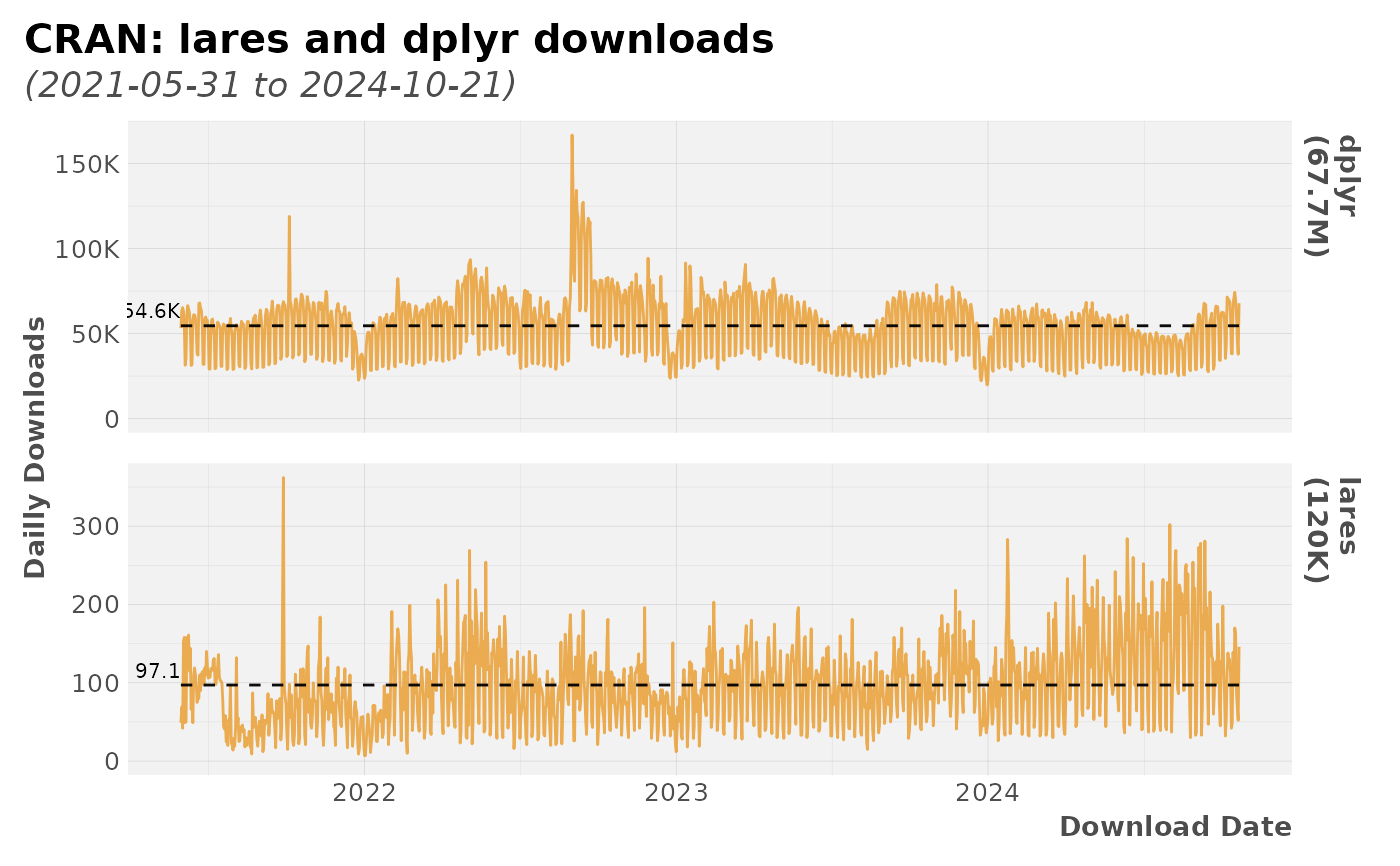 CRAN: lares and dplyr downloads
(2021-05-31 to 2024-10-21)
Dailly Downloads
150K
100K
50K
0
54.6K
dplyr
(67.7M)
300
200
100
0
97.1
lares
(120K)
2022 2023 2024
Download Date